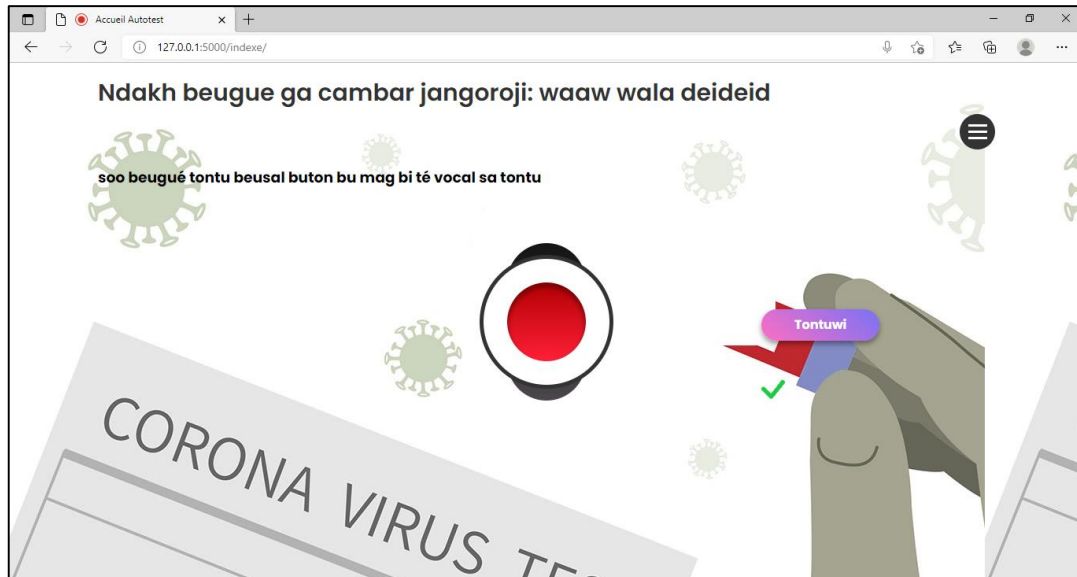 Accueil Autotest
127.0.0.1:5000/indexe/
Ndakh beugue ga cambar jangoroji: waaw wala deideid
soo beugué tontu beusal buton bu mag bi té vocal sa tontu
Tontuwi
CORONA VIRUS